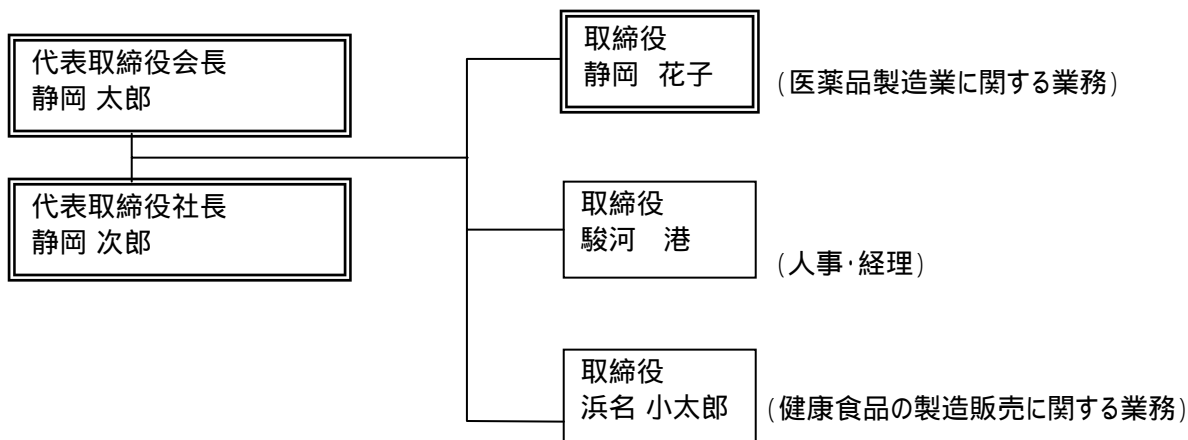 代表取締役会長
静岡 太郎
代表取締役社長
静岡 次郎
取締役
静岡 花子
(医薬品製造業に関する業務)
取締役
駿河 港
(人事・経理)
取締役
浜名 小太郎
(健康食品の製造販売に関する業務)